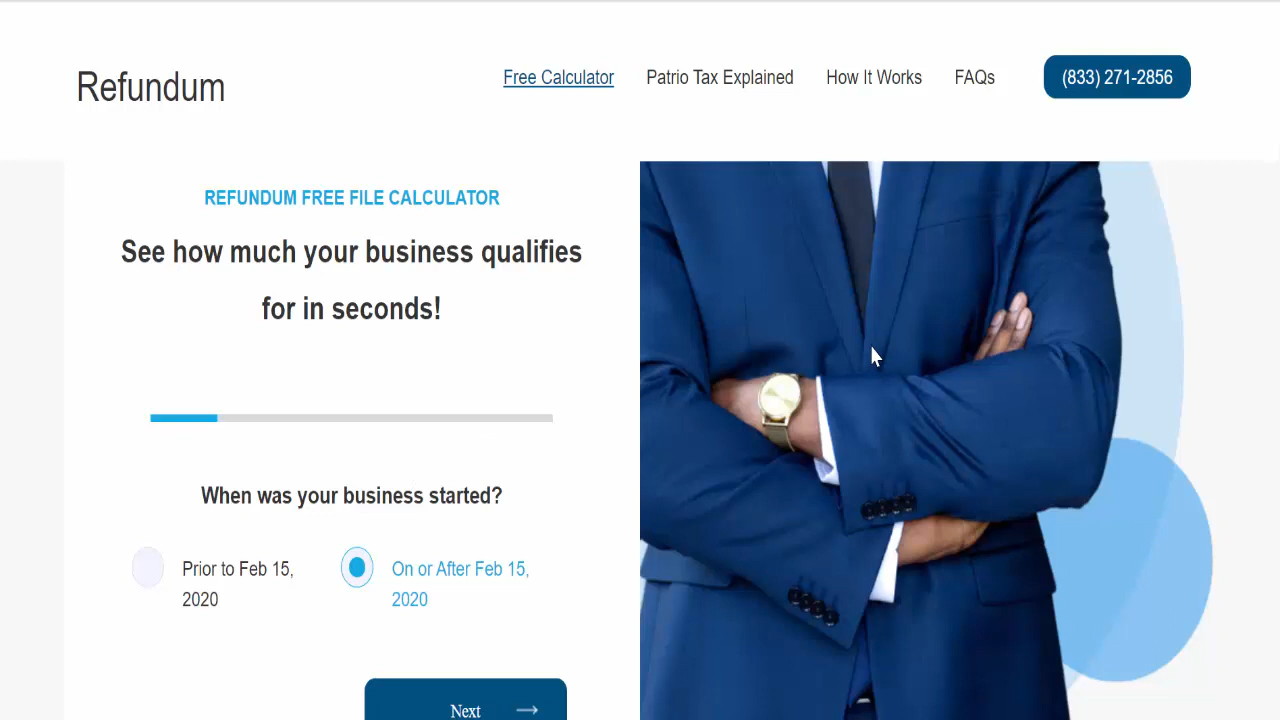 Refundum
Free Calculator
Patrio Tax Explained
How It Works
FAQs
(833) 271-2856
REFUNDUM FREE FILE CALCULATOR
See how much your business qualifies
for in seconds!
When was your business started?
Prior to Feb 15,
2020
On or After Feb 15,
2020
Next